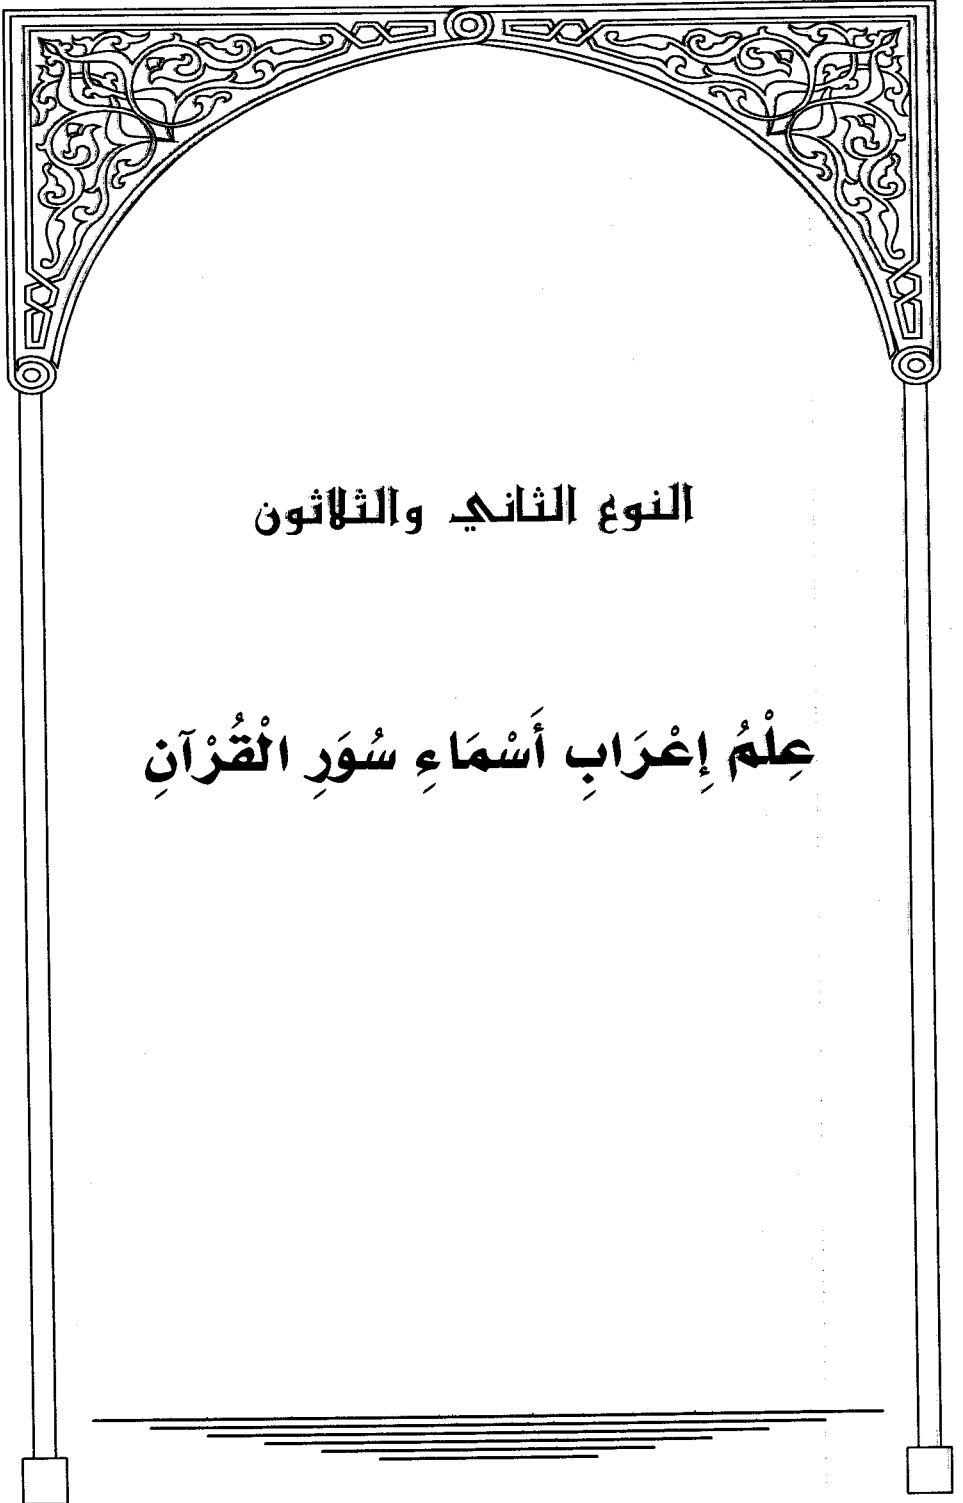 النوع الثاني والثلاثون
عِلْمُ إِعْرَابِ أَسْمَاءِ سُوَرِ الْقُرْآنِ